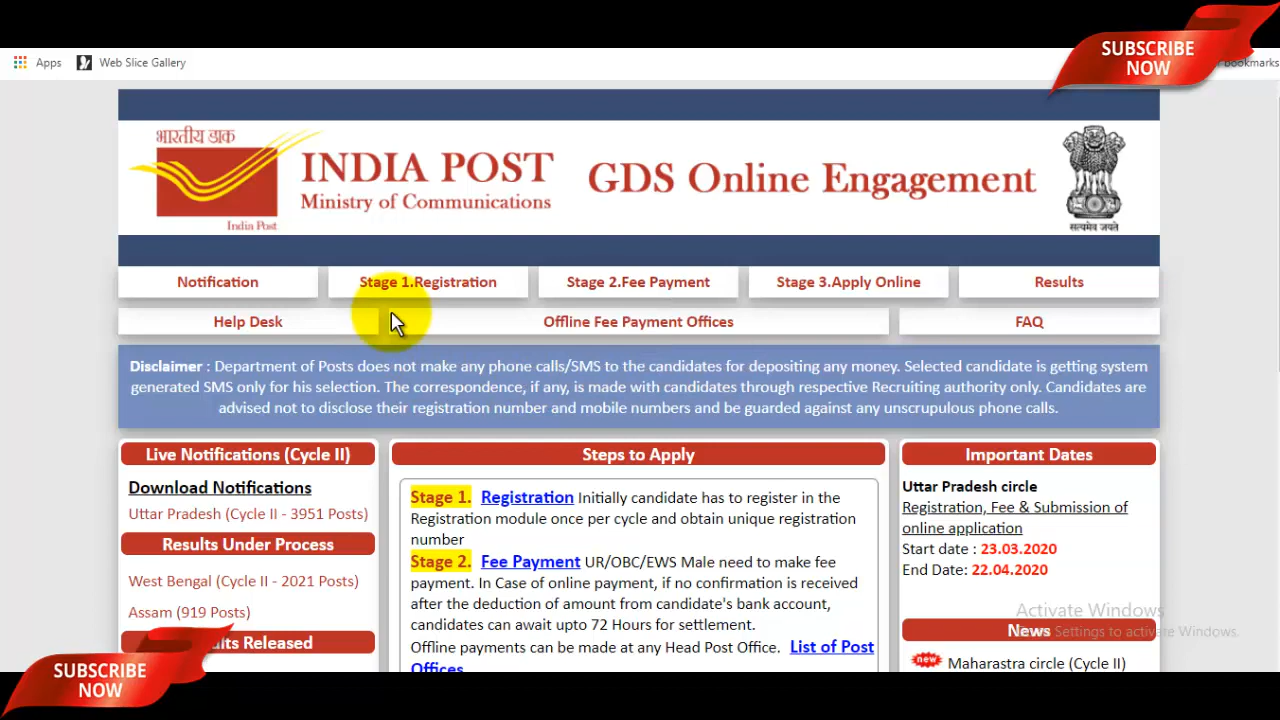 SUBSCRIBE
NOW
Apps
Web Slice Gallery
bookmarks
भारतीय डाक
India Post
INDIA POST
Ministry of Communications
GDS Online Engagement
सत्यमेव जयते
Notification
Stage 1.Registration
Stage 2.Fee Payment
Stage 3.Apply Online
Results
Help Desk
Offline Fee Payment Offices
FAQ
Disclaimer : Department of Posts does not make any phone calls/SMS to the candidates for depositing any money. Selected candidate is getting system
generated SMS only for his selection. The correspondence, if any, is made with candidates through respective Recruiting authority only. Candidates are
advised not to disclose their registration number and mobile numbers and be guarded against any unscrupulous phone calls.
Live Notifications (Cycle II)
Download Notifications
Uttar Pradesh (Cycle II - 3951 Posts)
Results Under Process
West Bengal (Cycle II - 2021 Posts)
Assam (919 Posts)
Released
Steps to Apply
Stage 1. Registration Initially candidate has to register in the
Registration module once per cycle and obtain unique registration
number
Stage 2. Fee Payment UR/OBC/EWS Male need to make fee
payment. In Case of online payment, if no confirmation is received
after the deduction of amount from candidate's bank account,
candidates can await upto 72 Hours for settlement.
Offline payments can be made at any Head Post Office. List of Post
Offices
Important Dates
Uttar Pradesh circle
Registration, Fee & Submission of
online application
Start date : 23.03.2020
End Date: 22.04.2020
Activate Windows
Settings to activate Windows.
News
new Maharastra circle (Cycle II)
SUBSCRIBE
NOW